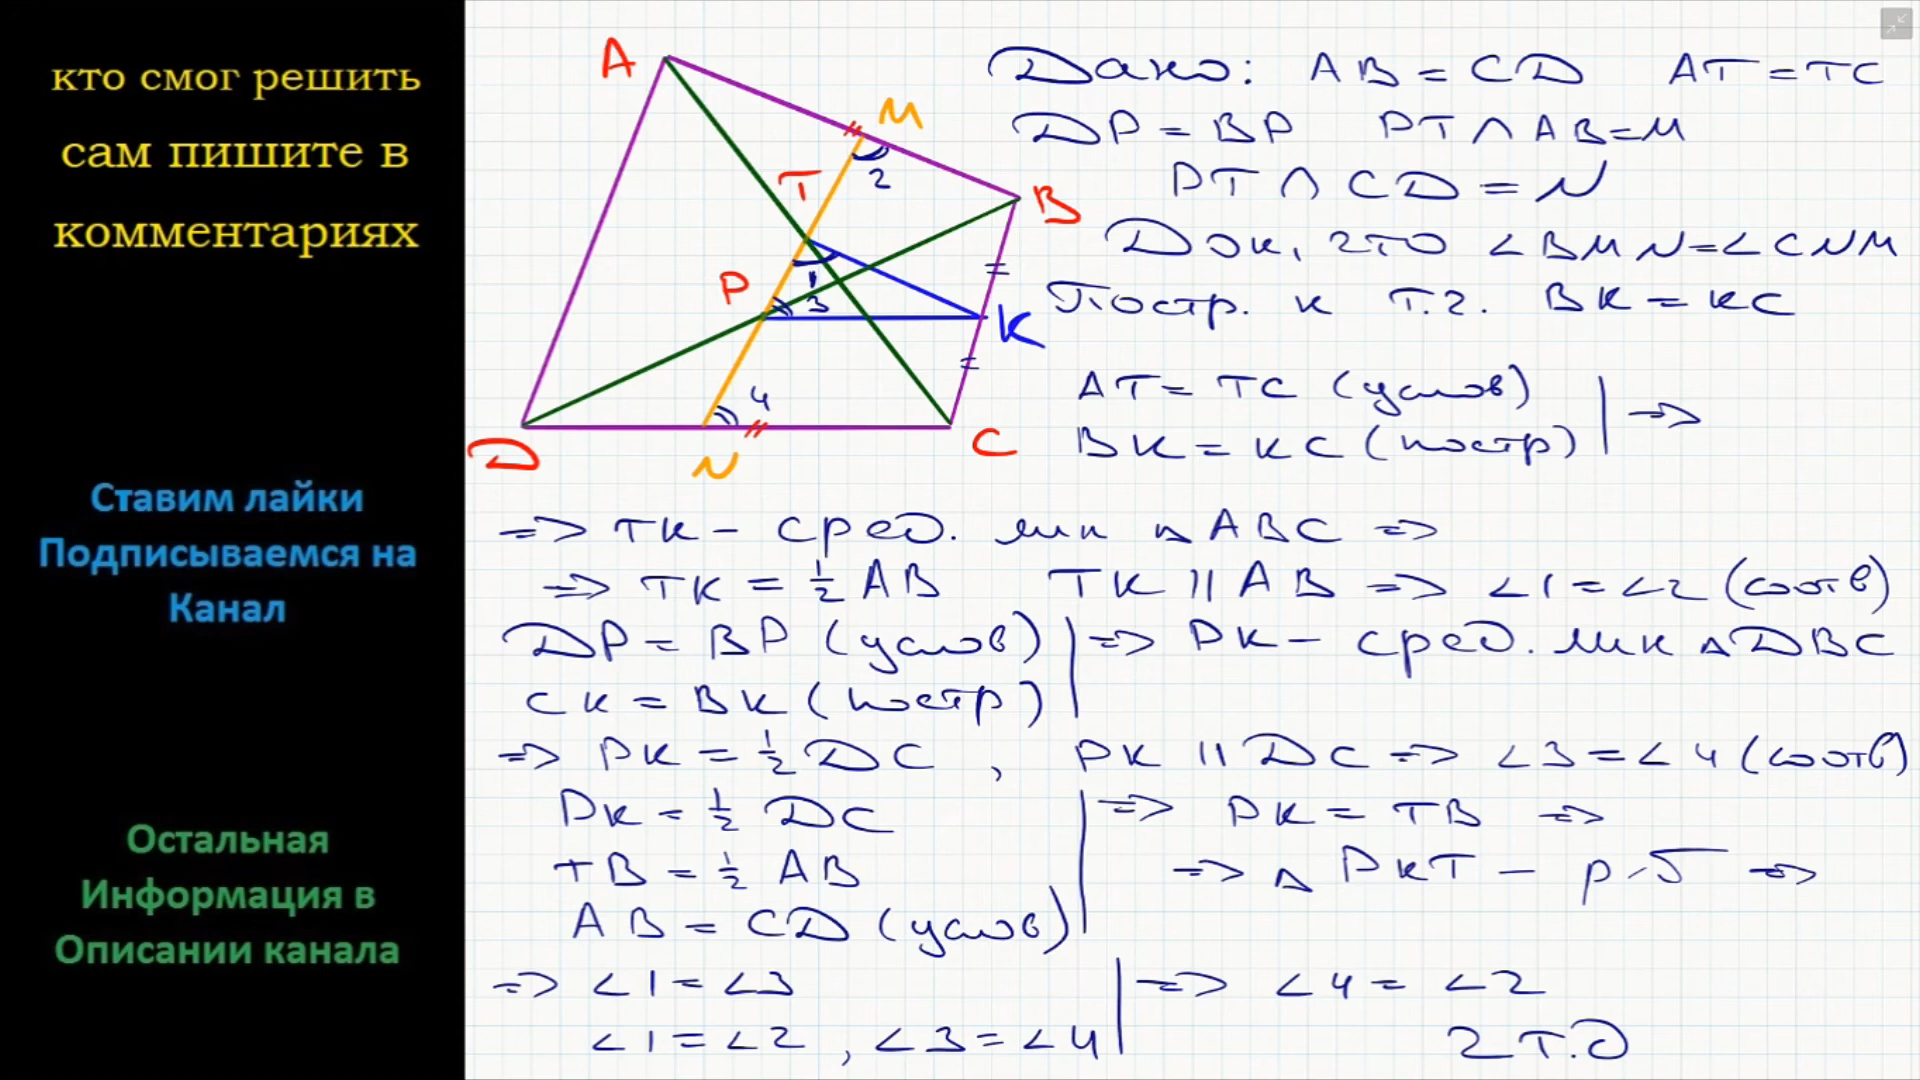 кто смог решить
сам пишите в
комментариях
Ставим лайки
Подписываемся на
Канал
Остальная
Информация в
Описании канала
A
M
2
T
B
P
1
3
K
4
D
N
C
Дано: AB = CD AT = TC
DP = BP PT ∩ AB = M
PT ∩ CD = N
Док, что ∠BMN = ∠CNM
Постр. K т.ч. BK = KC
AT = TC (услов)
BK = KC (постр) | =>
=> TK - сред. лин ▵ABC =>
=> TK = 1/2 AB TK || AB => ∠1 = ∠2 (соотв)
DP = BP (услов) | => PK - сред. лин ▵DBC
CK = BK (постр)
=> PK = 1/2 DC , PK || DC => ∠3 = ∠4 (соотв)
PK = 1/2 DC | => PK = TB =>
TB = 1/2 AB => ▵PKT - р/б =>
AB = CD (услов)
=> ∠1 = ∠3 | => ∠4 = ∠2
∠1 = ∠2 , ∠3 = ∠4 ч.т.д